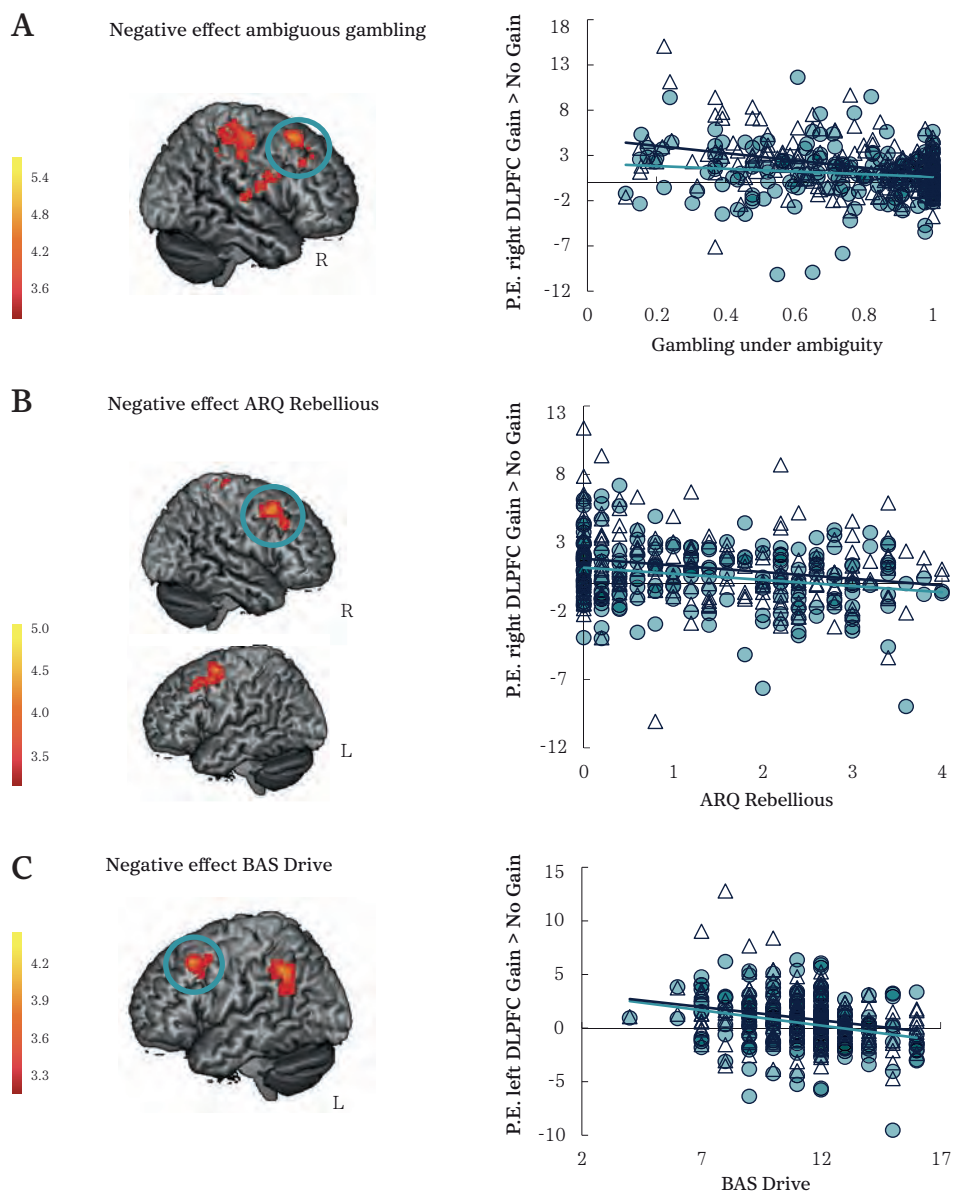 A
Negative effect ambiguous gambling
5.4
4.8
4.2
3.6
R
P.E. right DLPFC Gain > No Gain
18
13
8
3
-2
-7
-12
0
0.2
0.4
0.6
0.8
1
Gambling under ambiguity
B
Negative effect ARQ Rebellious
R
5.0
4.5
4.0
3.5
L
P.E. right DLPFC Gain > No Gain
13
8
3
-2
-7
-12
0
1
2
3
4
ARQ Rebellious
C
Negative effect BAS Drive
4.2
3.9
3.6
3.3
L
P.E. left DLPFC Gain > No Gain
15
10
5
0
-5
-10
2
7
12
17
BAS Drive